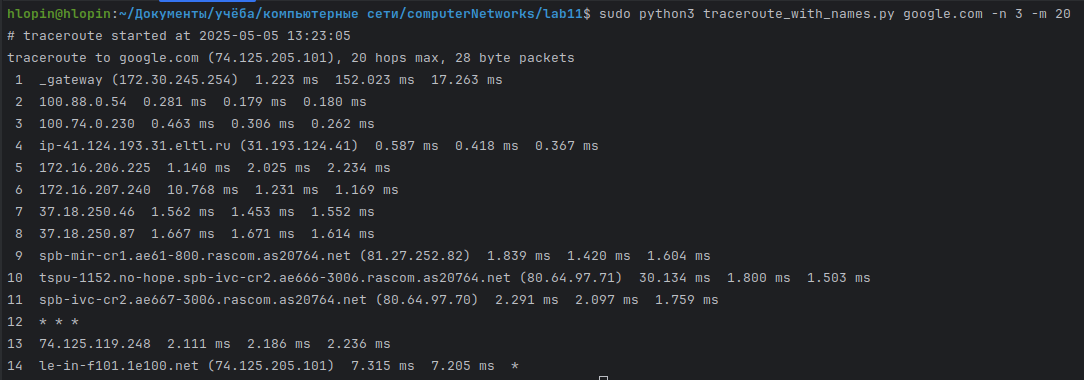 hlopin@hlopin:~/Документы/учёба/компьютерные сети/computerNetworks/lab11$ sudo python3 traceroute_with_names.py google.com -n 3 -m 20
# traceroute started at 2025-05-05 13:23:05
traceroute to google.com (74.125.205.101), 20 hops max, 28 byte packets
 1  _gateway (172.30.245.254)  1.223 ms  152.023 ms  17.263 ms
 2  100.88.0.54  0.281 ms  0.179 ms  0.180 ms
 3  100.74.0.230  0.463 ms  0.306 ms  0.262 ms
 4  ip-41.124.193.31.eltl.ru (31.193.124.41)  0.587 ms  0.418 ms  0.367 ms
 5  172.16.206.225  1.140 ms  2.025 ms  2.234 ms
 6  172.16.207.240  10.768 ms  1.231 ms  1.169 ms
 7  37.18.250.46  1.562 ms  1.453 ms  1.552 ms
 8  37.18.250.87  1.667 ms  1.671 ms  1.614 ms
 9  spb-mir-cr1.ae61-800.rascom.as20764.net (81.27.252.82)  1.839 ms  1.420 ms  1.604 ms
10  tspu-1152.no-hope.spb-ivc-cr2.ae666-3006.rascom.as20764.net (80.64.97.71)  30.134 ms  1.800 ms  1.503 ms
11  spb-ivc-cr2.ae667-3006.rascom.as20764.net (80.64.97.70)  2.291 ms  2.097 ms  1.759 ms
12  * * *
13  74.125.119.248  2.111 ms  2.186 ms  2.236 ms
14  le-in-f101.1e100.net (74.125.205.101)  7.315 ms  7.205 ms  *